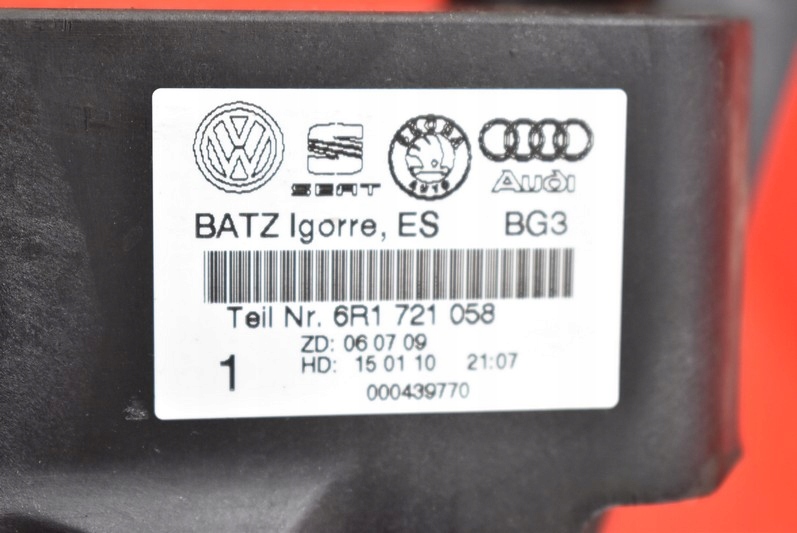 SEAT SKODA AUTO Audi
BATZ Igorre, ES BG3
Teil Nr. 6R1 721 058
ZD: 06 07 09
1 HD: 15 01 10 21:07
000439770